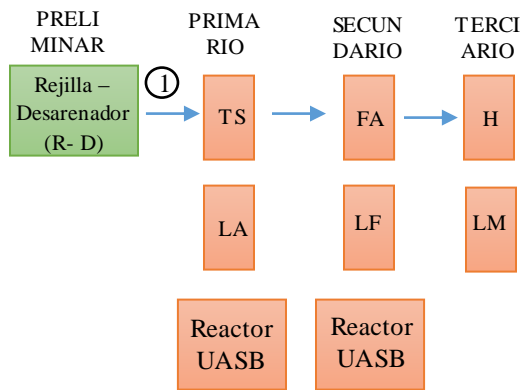 PRELI
MINAR
PRIMA
RIO
SECUN
DARIO
TERCI
ARIO
Rejilla –
Desarenador
(R- D)
1
TS
FA
H
LA
LF
LM
Reactor
UASB
Reactor
UASB